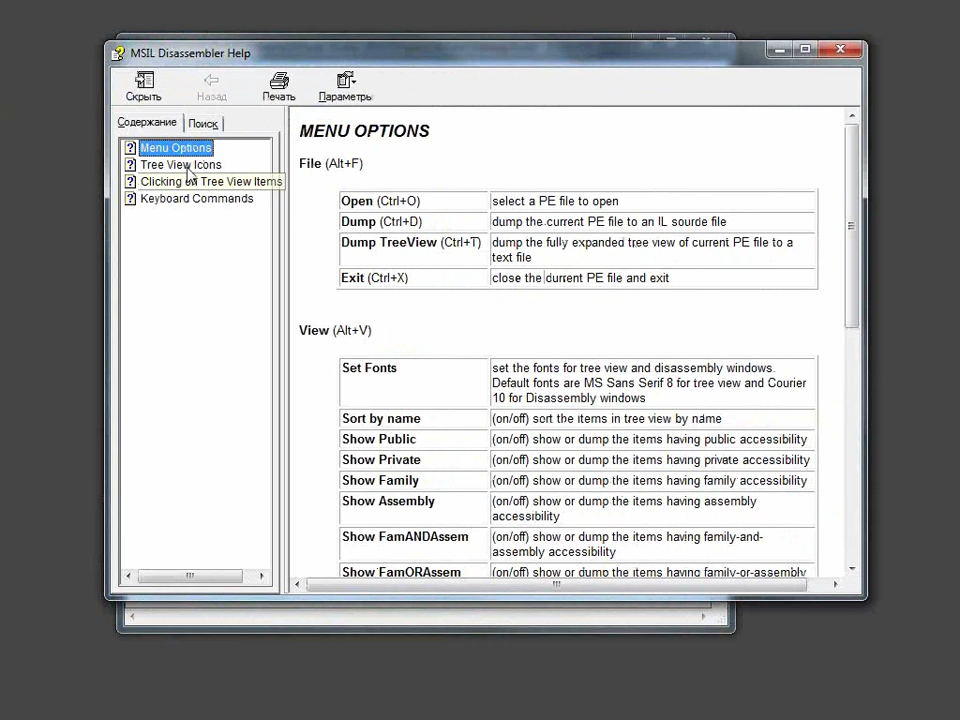 MSIL Disassembler Help
Скрыть Назад Печать Параметры
Содержание Поиск
Menu Options
Tree View Icons
Clicking on Tree View Items
Keyboard Commands
MENU OPTIONS
File (Alt+F)
Open (Ctrl+O) select a PE file to open
Dump (Ctrl+D) dump the current PE file to an IL sourde file
Dump TreeView (Ctrl+T) dump the fully expanded tree view of current PE file to a
text file
Exit (Ctrl+X) close the current PE file and exit
View (Alt+V)
Set Fonts set the fonts for tree view and disassembly windows.
Default fonts are MS Sans Serif 8 for tree view and Courier
10 for Disassembly windows
Sort by name (on/off) sort the items in tree view by name
Show Public (on/off) show or dump the items having public accessibility
Show Private (on/off) show or dump the items having private accessibility
Show Family (on/off) show or dump the items having family accessibility
Show Assembly (on/off) show or dump the items having assembly
accessibility
Show FamANDAssem (on/off) show or dump the items having family-and-
assembly accessibility
Show FamORAssem (on/off) show or dump the items having family-or-assembly